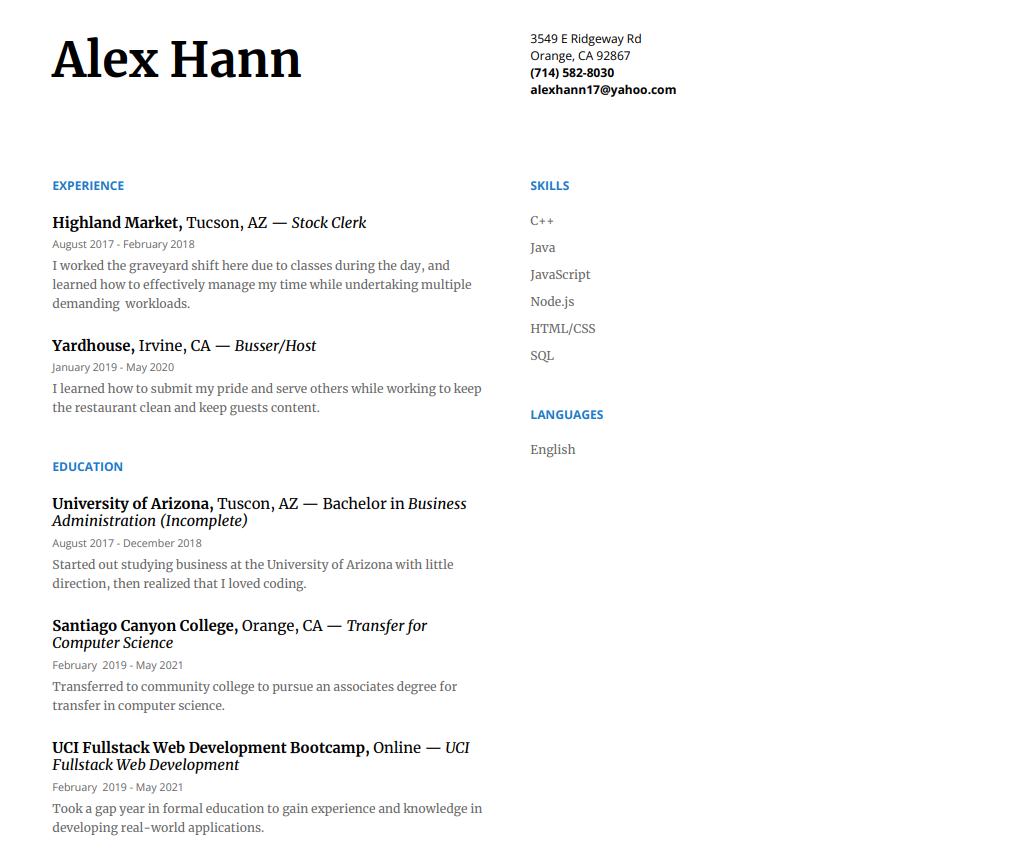 Alex Hann
3549 E Ridgeway Rd
Orange, CA 92867
(714) 582-8030
alexhann17@yahoo.com
EXPERIENCE
Highland Market, Tucson, AZ — Stock Clerk
August 2017 - February 2018
I worked the graveyard shift here due to classes during the day, and
learned how to effectively manage my time while undertaking multiple
demanding  workloads.
Yardhouse, Irvine, CA — Busser/Host
January 2019 - May 2020
I learned how to submit my pride and serve others while working to keep
the restaurant clean and keep guests content.
EDUCATION
University of Arizona, Tuscon, AZ — Bachelor in Business
Administration (Incomplete)
August 2017 - December 2018
Started out studying business at the University of Arizona with little
direction, then realized that I loved coding.
Santiago Canyon College, Orange, CA — Transfer for
Computer Science
February  2019 - May 2021
Transferred to community college to pursue an associates degree for
transfer in computer science.
UCI Fullstack Web Development Bootcamp, Online — UCI
Fullstack Web Development
February  2019 - May 2021
Took a gap year in formal education to gain experience and knowledge in
developing real-world applications.
SKILLS
C++
Java
JavaScript
Node.js
HTML/CSS
SQL
LANGUAGES
English